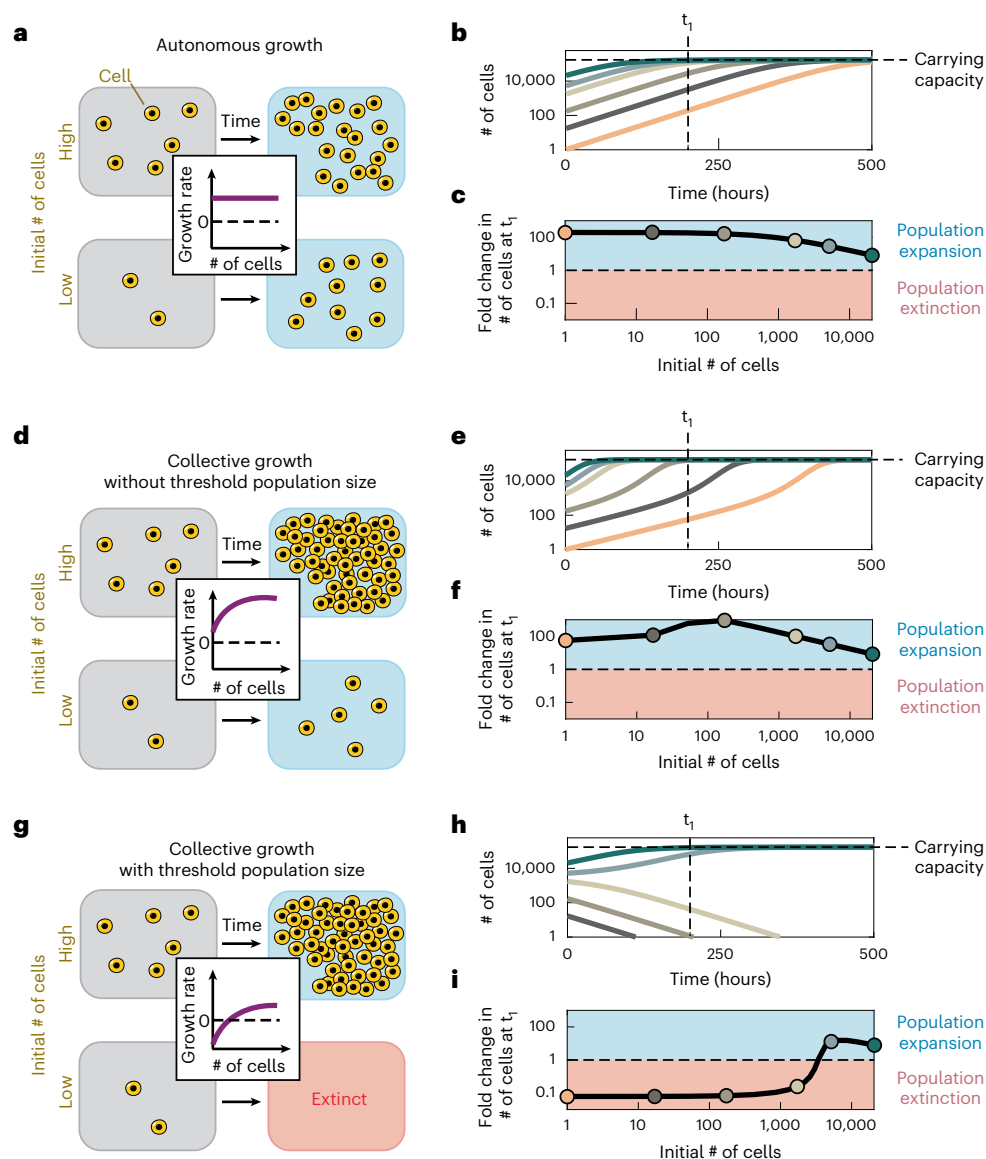 a
Autonomous growth
Cell
Initial # of cells
High
Low
Time
Growth rate
0
# of cells
b
t1
# of cells
10,000
100
1
0
250
500
Time (hours)
Carrying
capacity
c
Fold change in
# of cells at t1
100
1
0.1
1
10
100
1,000
10,000
Initial # of cells
Population
expansion
Population
extinction
d
Collective growth
without threshold population size
Initial # of cells
High
Low
Time
Growth rate
0
# of cells
e
t1
# of cells
10,000
100
1
0
250
500
Time (hours)
Carrying
capacity
f
Fold change in
# of cells at t1
100
1
0.1
1
10
100
1,000
10,000
Initial # of cells
Population
expansion
Population
extinction
g
Collective growth
with threshold population size
Initial # of cells
High
Low
Time
Growth rate
0
# of cells
Extinct
h
t1
# of cells
10,000
100
1
0
250
500
Time (hours)
Carrying
capacity
i
Fold change in
# of cells at t1
100
1
0.1
1
10
100
1,000
10,000
Initial # of cells
Population
expansion
Population
extinction